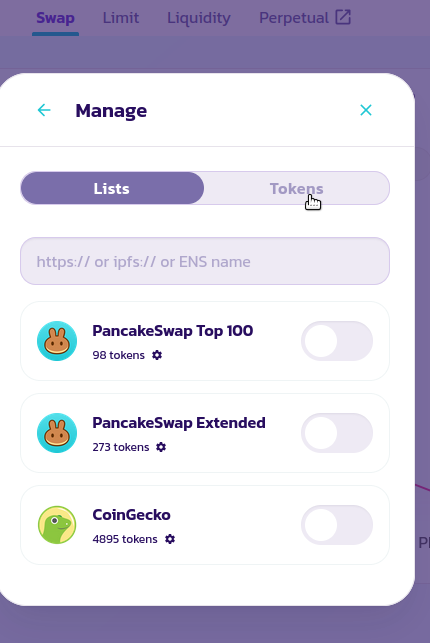 Swap Limit Liquidity Perpetual
Manage
Lists Tokens
https:// or ipfs:// or ENS name
PancakeSwap Top 100
98 tokens
PancakeSwap Extended
273 tokens
CoinGecko
4895 tokens